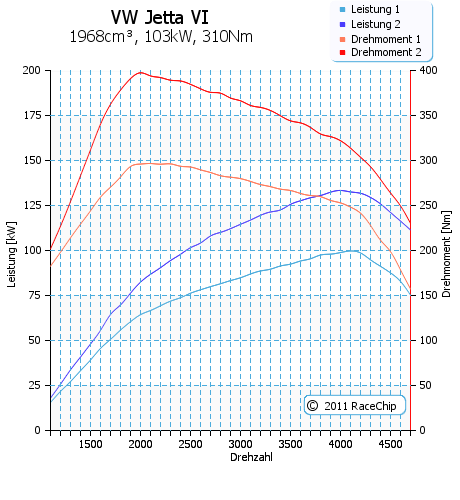 VW Jetta VI
1968cm³, 103kW, 310Nm
Leistung 1
Leistung 2
Drehmoment 1
Drehmoment 2
200
175
150
125
100
75
50
25
0
Leistung [kW]
400
350
300
250
200
150
100
50
0
Drehmoment [Nm]
1500 2000 2500 3000 3500 4000 4500
Drehzahl
© 2011 RaceChip